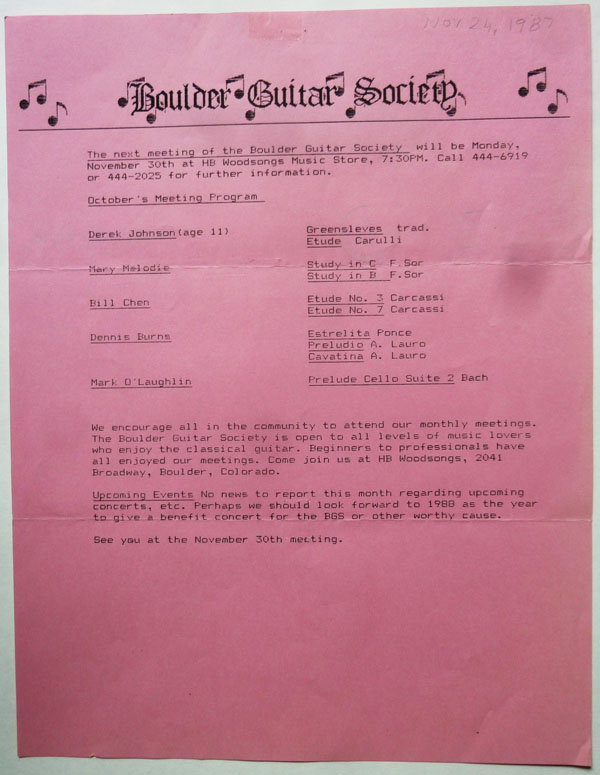 Nov 24, 1987
Boulder Guitar Society
The next meeting of the Boulder Guitar Society will be Monday,
November 30th at HB Woodsongs Music Store, 7:30PM. Call 444-6919
or 444-2025 for further information.
October's Meeting Program
Derek Johnson(age 11) Greensleves trad.
Etude Carulli
Mary Melodie Study in C F.Sor
Study in B F.Sor
Bill Chen Etude No. 3 Carcassi
Etude No. 7 Carcassi
Dennis Burns Estrelita Ponce
Preludio A. Lauro
Cavatina A. Lauro
Mark O'Laughlin Prelude Cello Suite 2 Bach
We encourage all in the community to attend our monthly meetings.
The Boulder Guitar Society is open to all levels of music lovers
who enjoy the classical guitar. Beginners to professionals have
all enjoyed our meetings. Come join us at HB Woodsongs, 2041
Broadway, Boulder, Colorado.
Upcoming Events No news to report this month regarding upcoming
concerts, etc. Perhaps we should look forward to 1988 as the year
to give a benefit concert for the BGS or other worthy cause.
See you at the November 30th meeting.